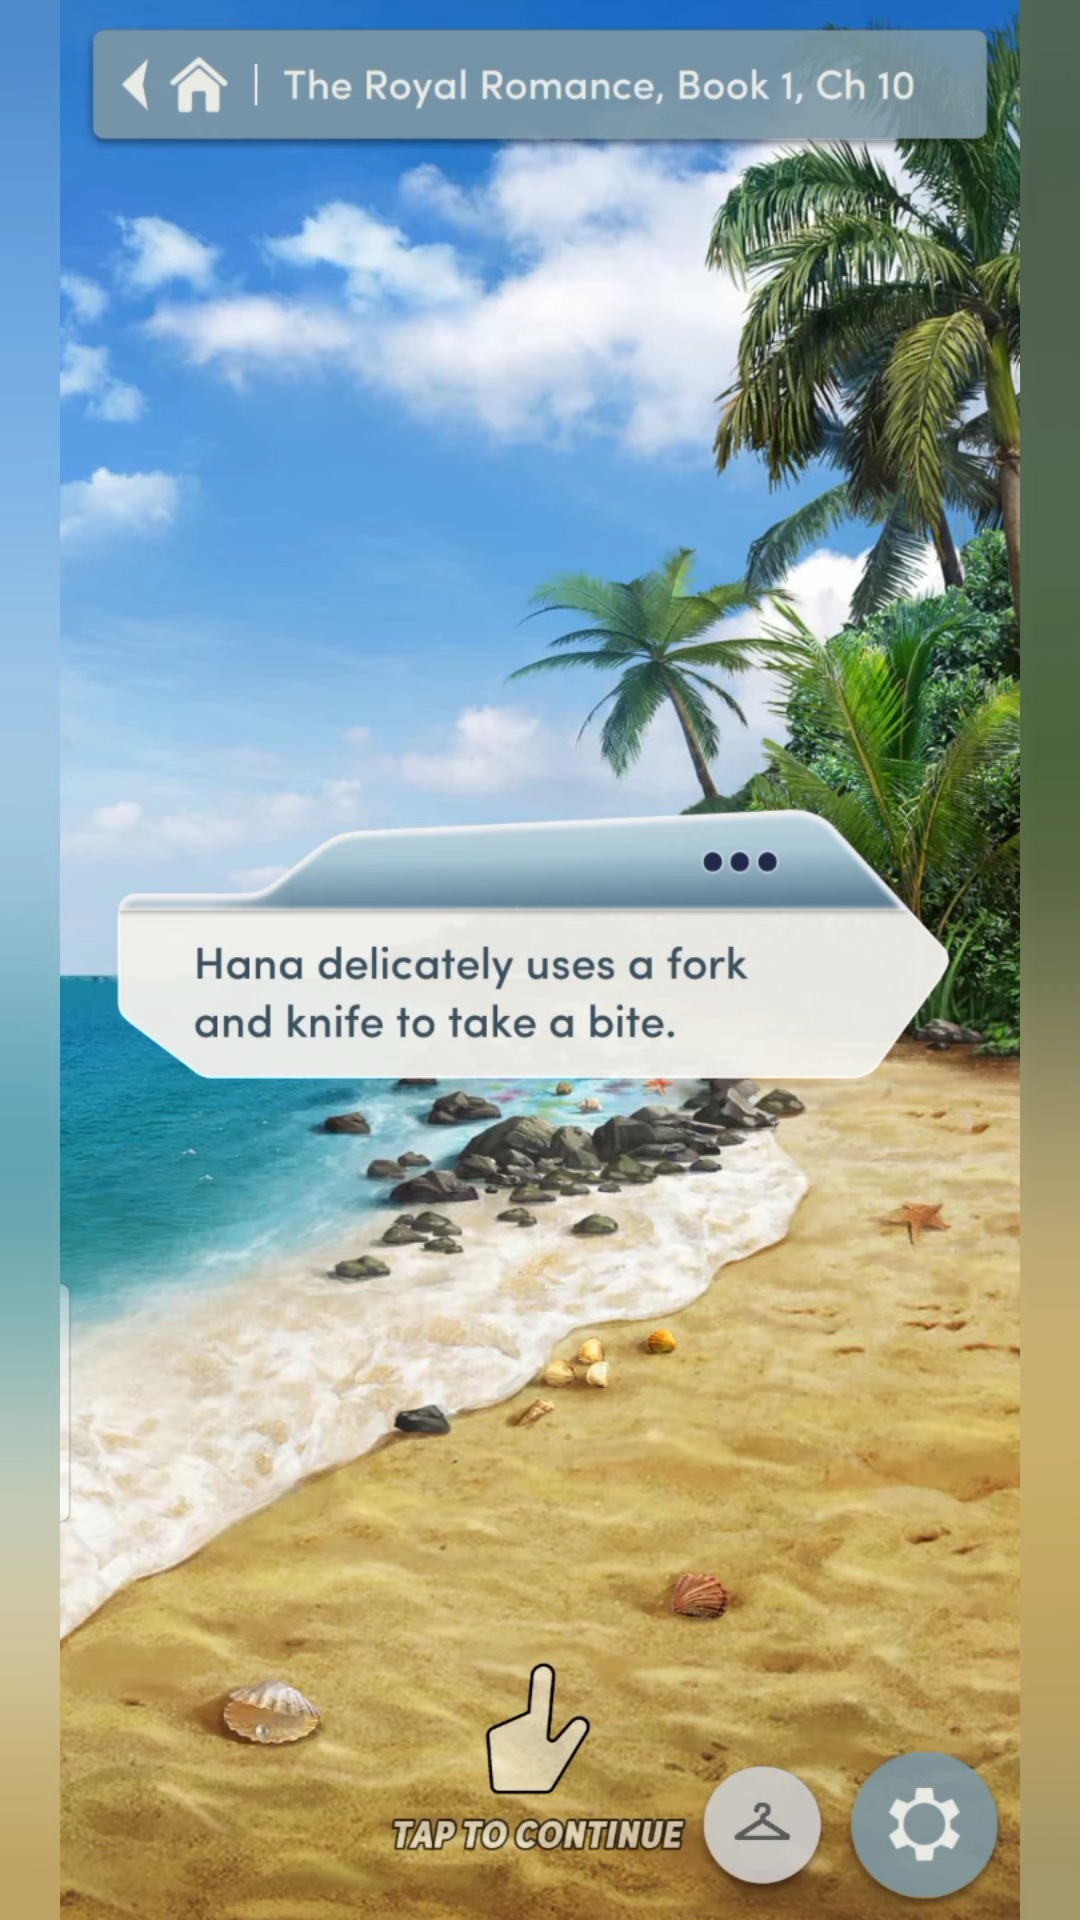 The Royal Romance, Book 1, Ch 10
Hana delicately uses a fork
and knife to take a bite.
TAP TO CONTINUE